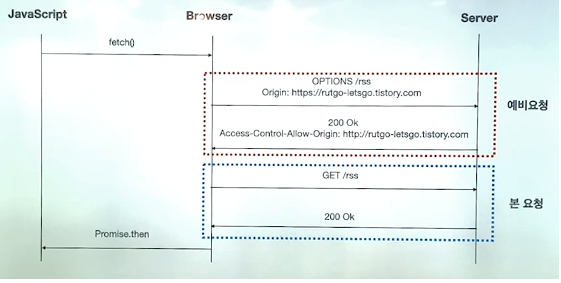 JavaScript
Browser
Server
fetch()
OPTIONS /rss
Origin: https://rutgo-letsgo.tistory.com
예비요청
200 Ok
Access-Control-Allow-Origin: http://rutgo-letsgo.tistory.com
GET /rss
본 요청
200 Ok
Promise.then